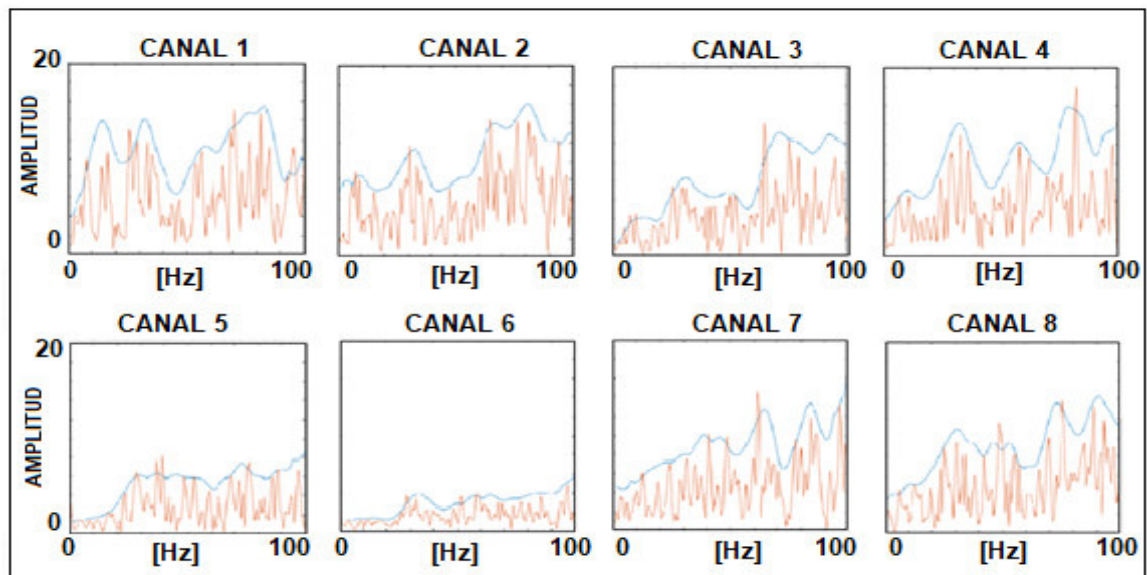 CANAL 1 CANAL 2 CANAL 3 CANAL 4
20
AMPLITUD
0
0 [Hz] 100 0 [Hz] 100 0 [Hz] 100 0 [Hz] 100
CANAL 5 CANAL 6 CANAL 7 CANAL 8
20
AMPLITUD
0
0 [Hz] 100 0 [Hz] 100 0 [Hz] 100 0 [Hz] 100